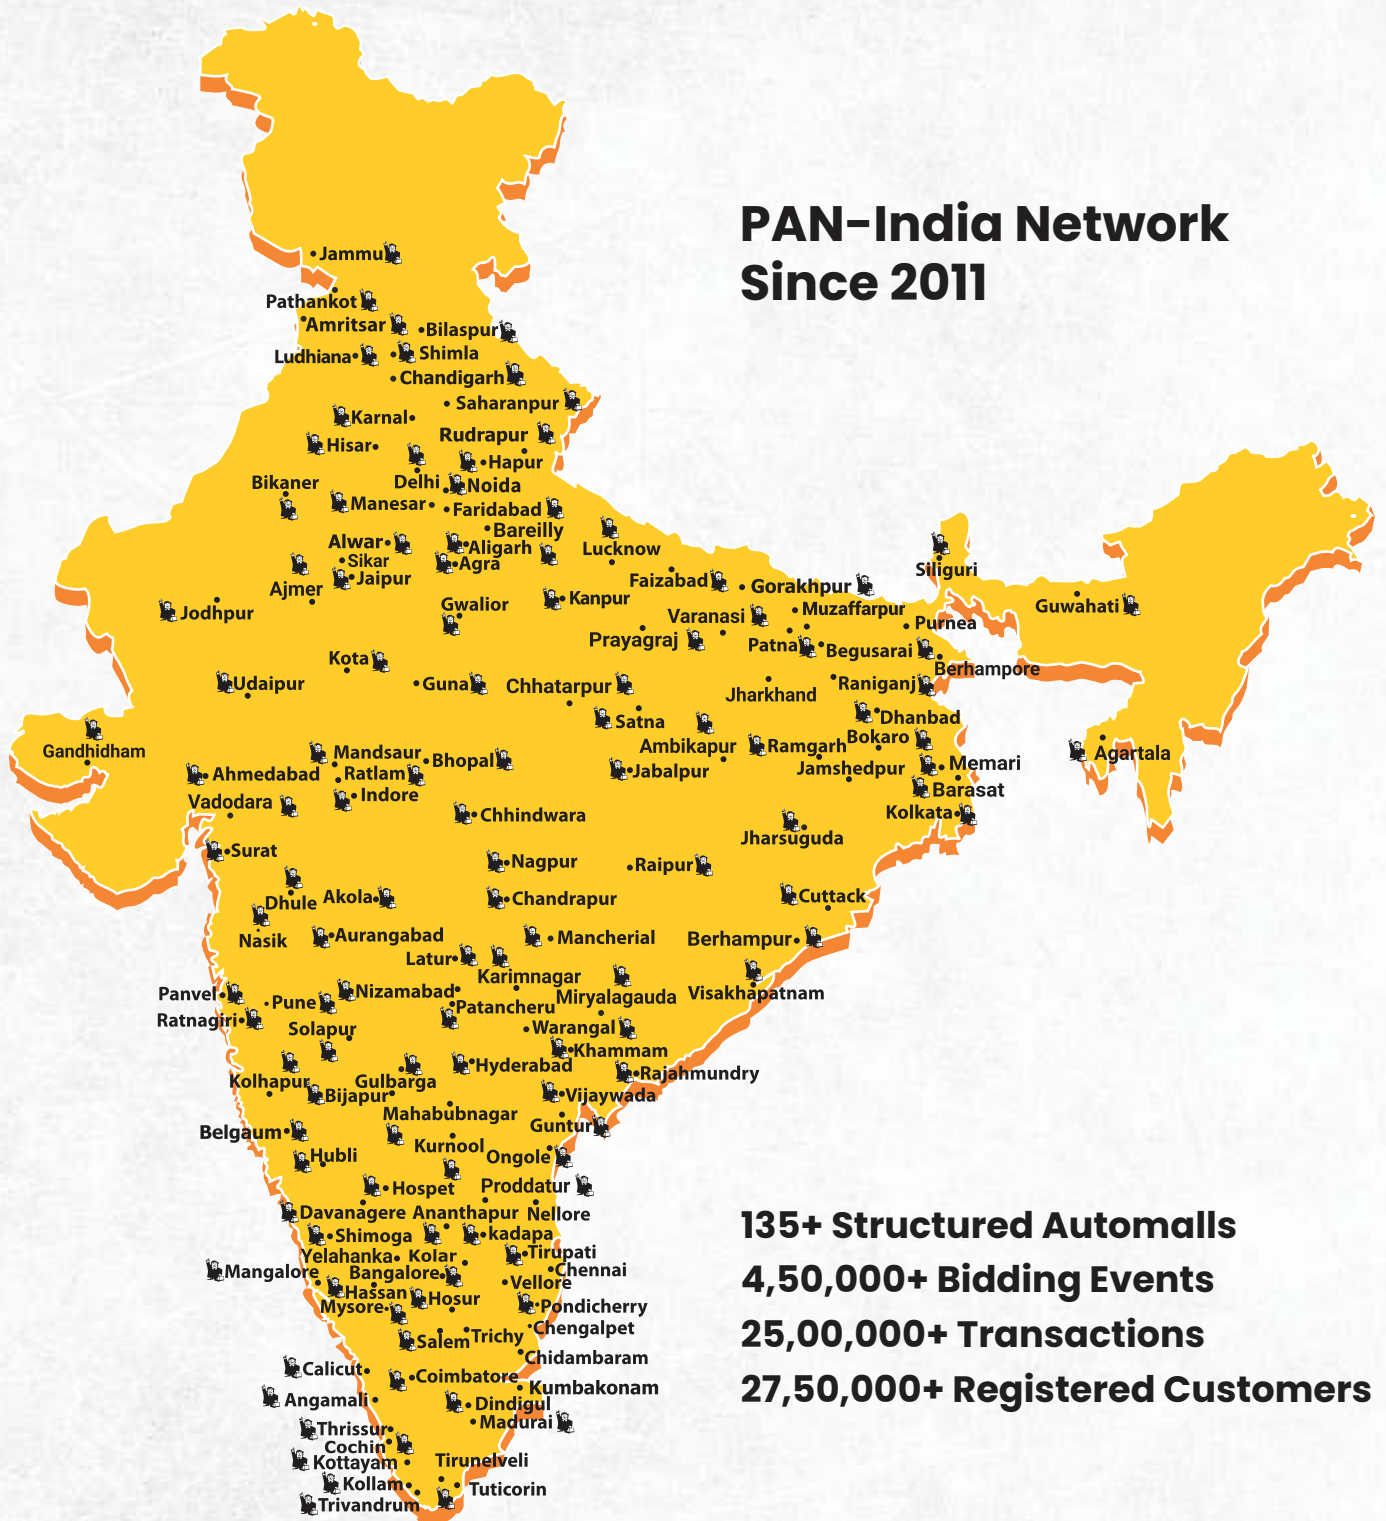 PAN-India Network
Since 2011
Jammu
Pathankot
Amritsar
Bilaspur
Ludhiana
Shimla
Chandigarh
Saharanpur
Karnal
Rudrapur
Hisar
Hapur
Bikaner
Delhi
Noida
Manesar
Faridabad
Bareilly
Alwar
Aligarh
Lucknow
Sikar
Agra
Siliguri
Jaipur
Faizabad
Gorakhpur
Ajmer
Kanpur
Gwalior
Guwahati
Jodhpur
Varanasi
Muzaffarpur
Purnea
Prayagraj
Patna
Begusarai
Kota
Berhampore
Udaipur
Guna
Chhatarpur
Jharkhand
Raniganj
Satna
Dhanbad
Bokaro
Gandhidham
Mandsaur
Ambikapur
Ramgarh
Agartala
Bhopal
Ahmedabad
Ratlam
Jabalpur
Jamshedpur
Memari
Barasat
Vadodara
Indore
Chhindwara
Kolkata
Jharsuguda
Surat
Nagpur
Raipur
Dhule
Akola
Chandrapur
Cuttack
Nasik
Aurangabad
Mancherial
Berhampur
Latur
Karimnagar
Panvel
Nizamabad
Miryalagauda
Visakhapatnam
Pune
Patancheru
Ratnagiri
Solapur
Warangal
Khammam
Hyderabad
Rajahmundry
Kolhapur
Gulbarga
Bijapur
Vijaywada
Mahabubnagar
Guntur
Belgaum
Kurnool
Hubli
Ongole
Hospet
Proddatur
Davanagere
Ananthapur
Nellore
Shimoga
kadapa
Yelahanka
Kolar
Tirupati
Mangalore
Bangalore
Chennai
Vellore
Hassan
Hosur
Mysore
Pondicherry
Chengalpet
Salem
Trichy
Chidambaram
Calicut
Coimbatore
Kumbakonam
Angamali
Dindigul
Madurai
Thrissur
Cochin
Kottayam
Tirunelveli
Kollam
Tuticorin
Trivandrum
135+ Structured Automalls
4,50,000+ Bidding Events
25,00,000+ Transactions
27,50,000+ Registered Customers